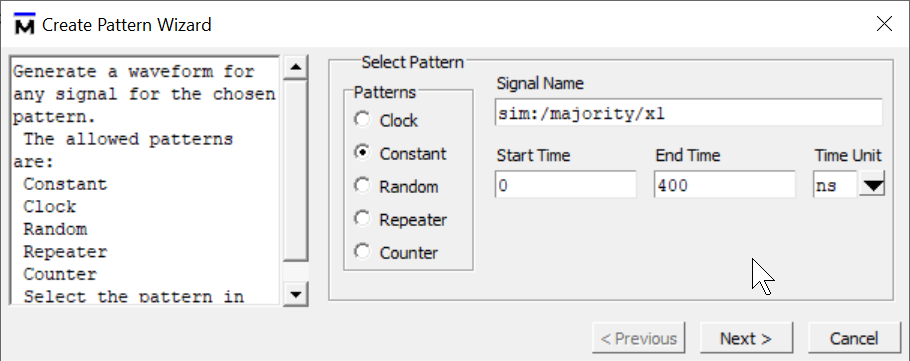 Create Pattern Wizard
Generate a waveform for
any signal for the chosen
pattern.
The allowed patterns
are:
Constant
Clock
Random
Repeater
Counter
Select the pattern in
Select Pattern
Patterns
Clock
Constant
Random
Repeater
Counter
Signal Name
sim:/majority/x1
Start Time
End Time
Time Unit
0
400
ns
< Previous
Next >
Cancel